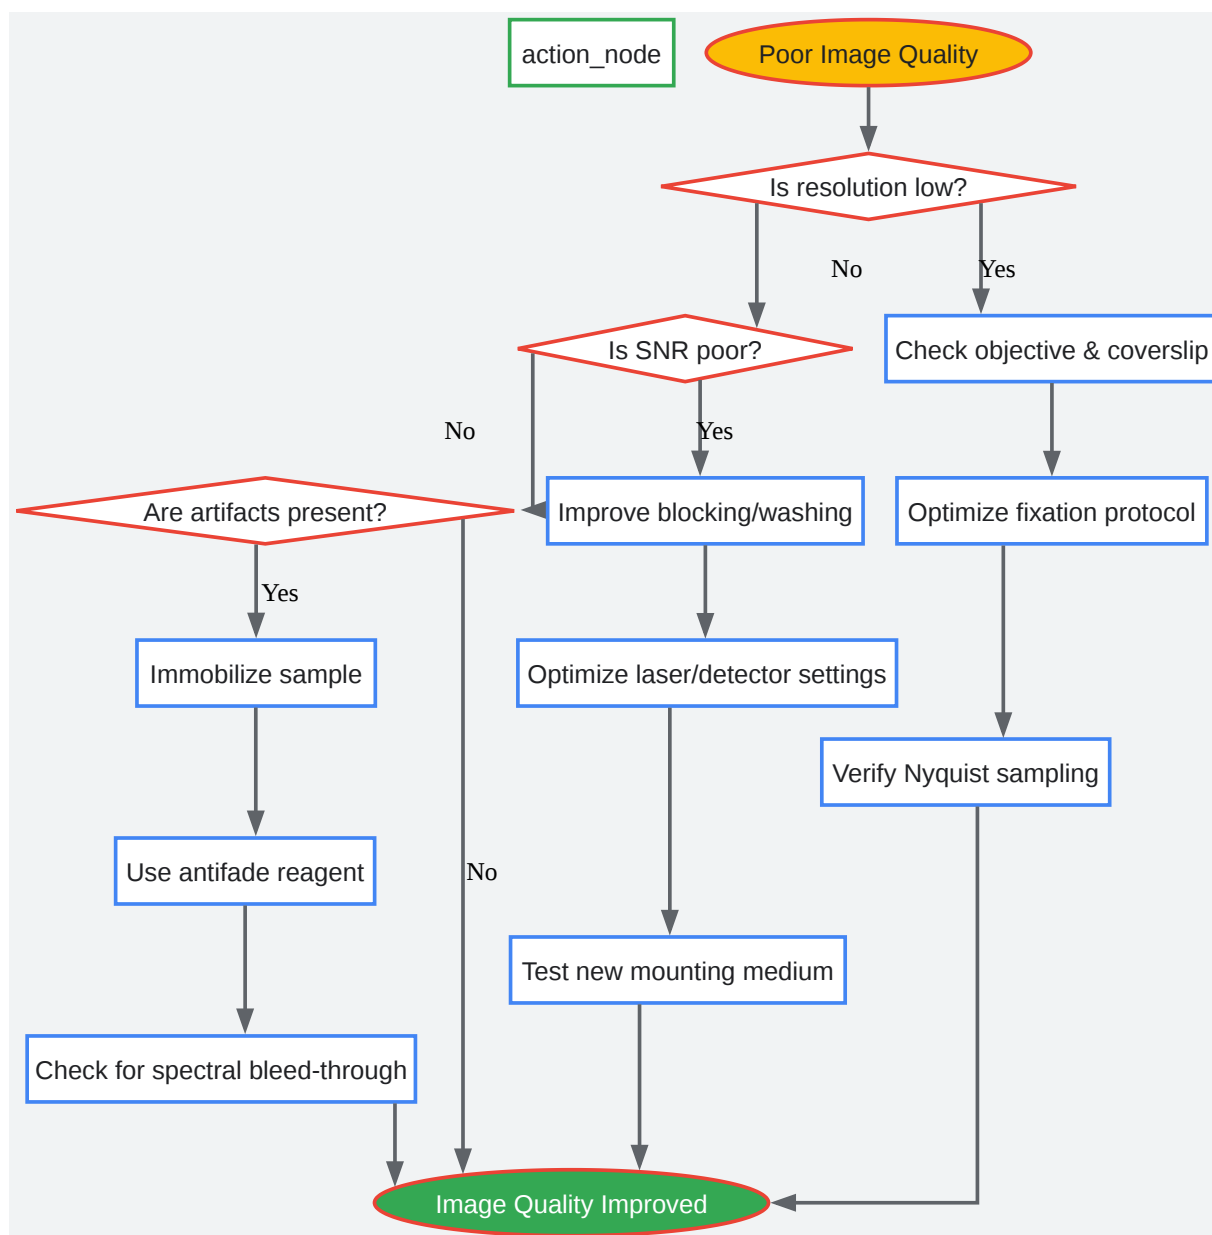 action_node
Poor Image Quality
Is resolution low?
No
Yes
Is SNR poor?
Check objective & coverslip
No
Yes
Are artifacts present?
Improve blocking/washing
Optimize fixation protocol
Yes
Immobilize sample
Optimize laser/detector settings
Verify Nyquist sampling
Use antifade reagent
No
Test new mounting medium
Check for spectral bleed-through
Image Quality Improved